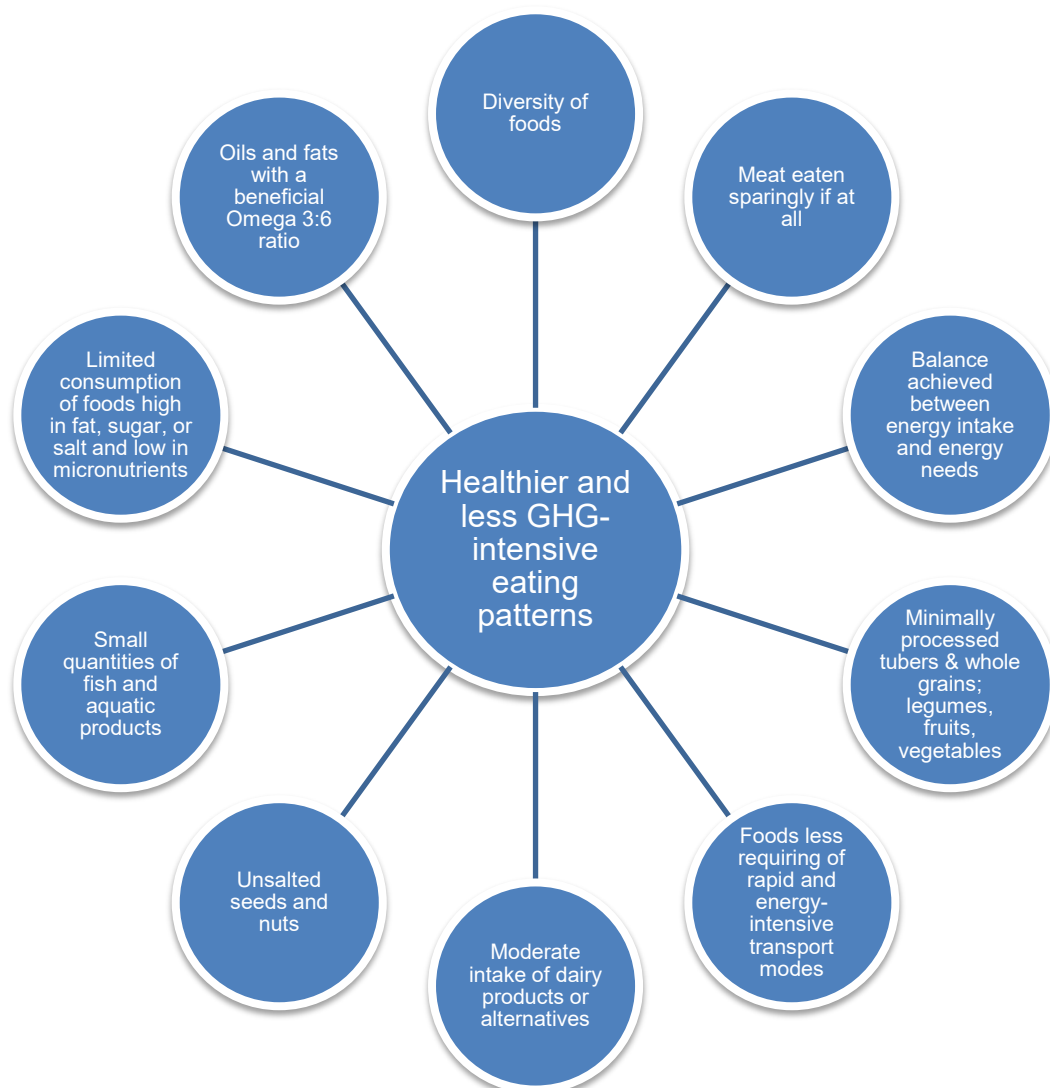 Diversity of
foods
Meat eaten
sparingly if at
all
Balance
achieved
between
energy intake
and energy
needs
Minimally
processed
tubers & whole
grains;
legumes,
fruits,
vegetables
Foods less
requiring of
rapid and
energy-
intensive
transport
modes
Moderate
intake of dairy
products or
alternatives
Unsalted
seeds and
nuts
Small
quantities of
fish and
aquatic
products
Limited
consumption
of foods high
in fat, sugar, or
salt and low in
micronutrients
Oils and fats
with a
beneficial
Omega 3:6
ratio
Healthier and
less GHG-
intensive
eating
patterns